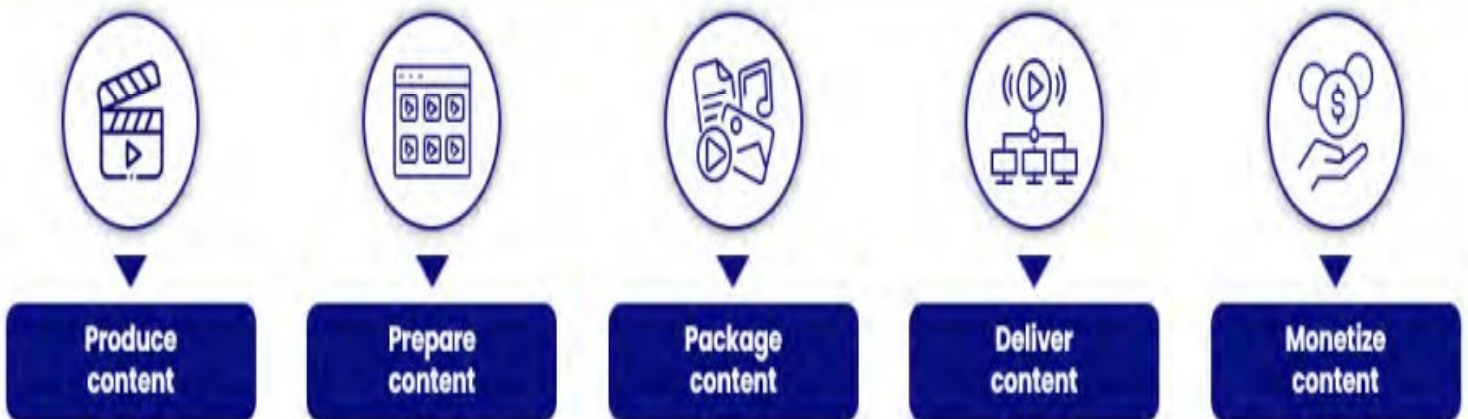 Produce
content
Prepare
content
Package
content
Deliver
content
Monetize
content
$